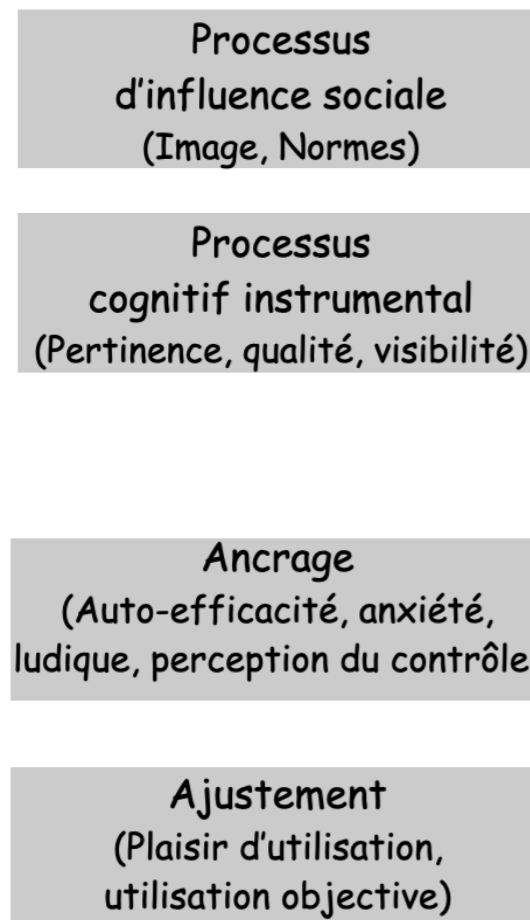 Processus
d'influence sociale
(Image, Normes)
Processus
cognitif instrumental
(Pertinence, qualité, visibilité)
Ancrage
(Auto-efficacité, anxiété,
ludique, perception du contrôle
Ajustement
(Plaisir d'utilisation,
utilisation objective)